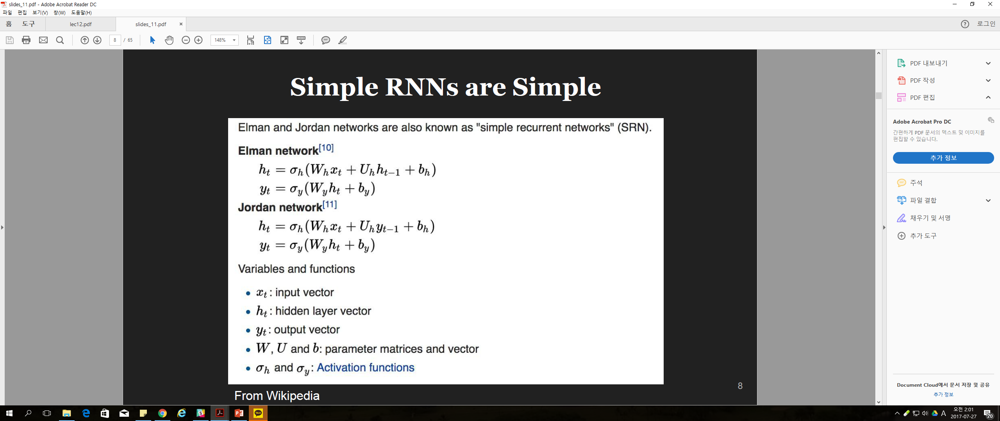 slides_11.pdf - Adobe Acrobat Reader DC
파일 편집 보기(V) 창(W) 도움말(H)
홈 도구 lec12.pdf slides_11.pdf × ? 로그인
8 / 65 148%
Simple RNNs are Simple
Elman and Jordan networks are also known as "simple recurrent networks" (SRN).
Elman network[10]
h_t = σ_h(W_h x_t + U_h h_{t−1} + b_h)
y_t = σ_y(W_y h_t + b_y)
Jordan network[11]
h_t = σ_h(W_h x_t + U_h y_{t−1} + b_h)
y_t = σ_y(W_y h_t + b_y)
Variables and functions
• x_t: input vector
• h_t: hidden layer vector
• y_t: output vector
• W, U and b: parameter matrices and vector
• σ_h and σ_y: Activation functions
From Wikipedia
8
PDF 내보내기
PDF 작성
PDF 편집
Adobe Acrobat Pro DC
간편하게 PDF 문서의 텍스트 및 이미지를
편집할 수 있습니다.
추가 정보
주석
파일 결합
채우기 및 서명
추가 도구
Document Cloud에서 문서 저장 및 공유
추가 정보
TALK
A
오전 2:01
2017-07-27
20